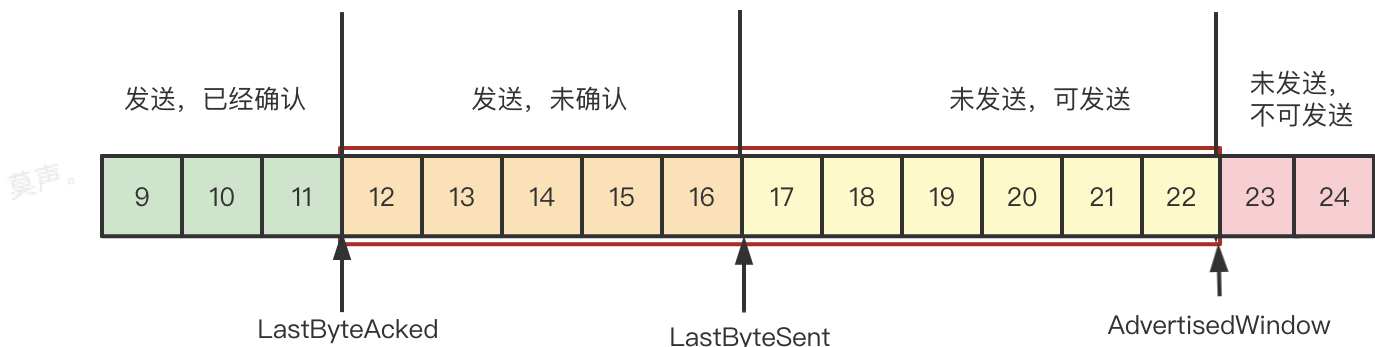 发送，已经确认
发送，未确认
未发送，可发送
未发送，
不可发送
莫声。
9 10 11 12 13 14 15 16 17 18 19 20 21 22 23 24
LastByteAcked
LastByteSent
AdvertisedWindow